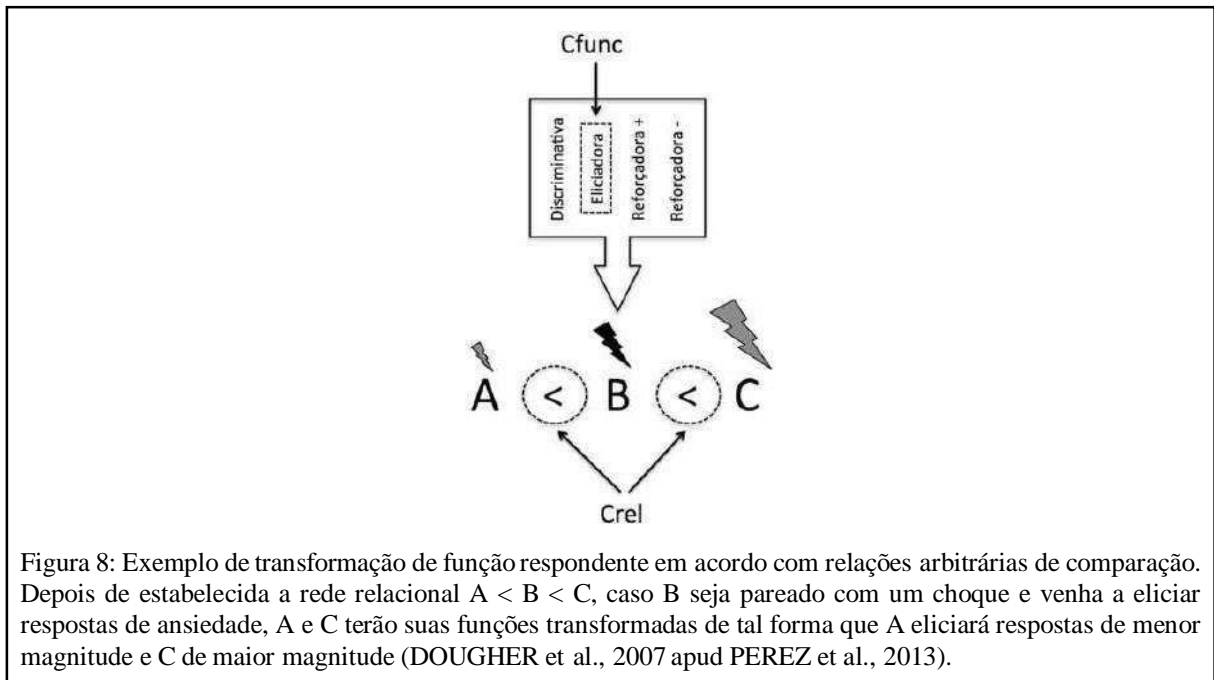 Cfunc
Discriminativa
Eliciadora
Reforçadora +
Reforçadora -
A < B < C
Crel
Figura 8: Exemplo de transformação de função respondente em acordo com relações arbitrárias de comparação.
Depois de estabelecida a rede relacional A < B < C, caso B seja pareado com um choque e venha a eliciar
respostas de ansiedade, A e C terão suas funções transformadas de tal forma que A eliciará respostas de menor
magnitude e C de maior magnitude (DOUGHER et al., 2007 apud PEREZ et al., 2013).